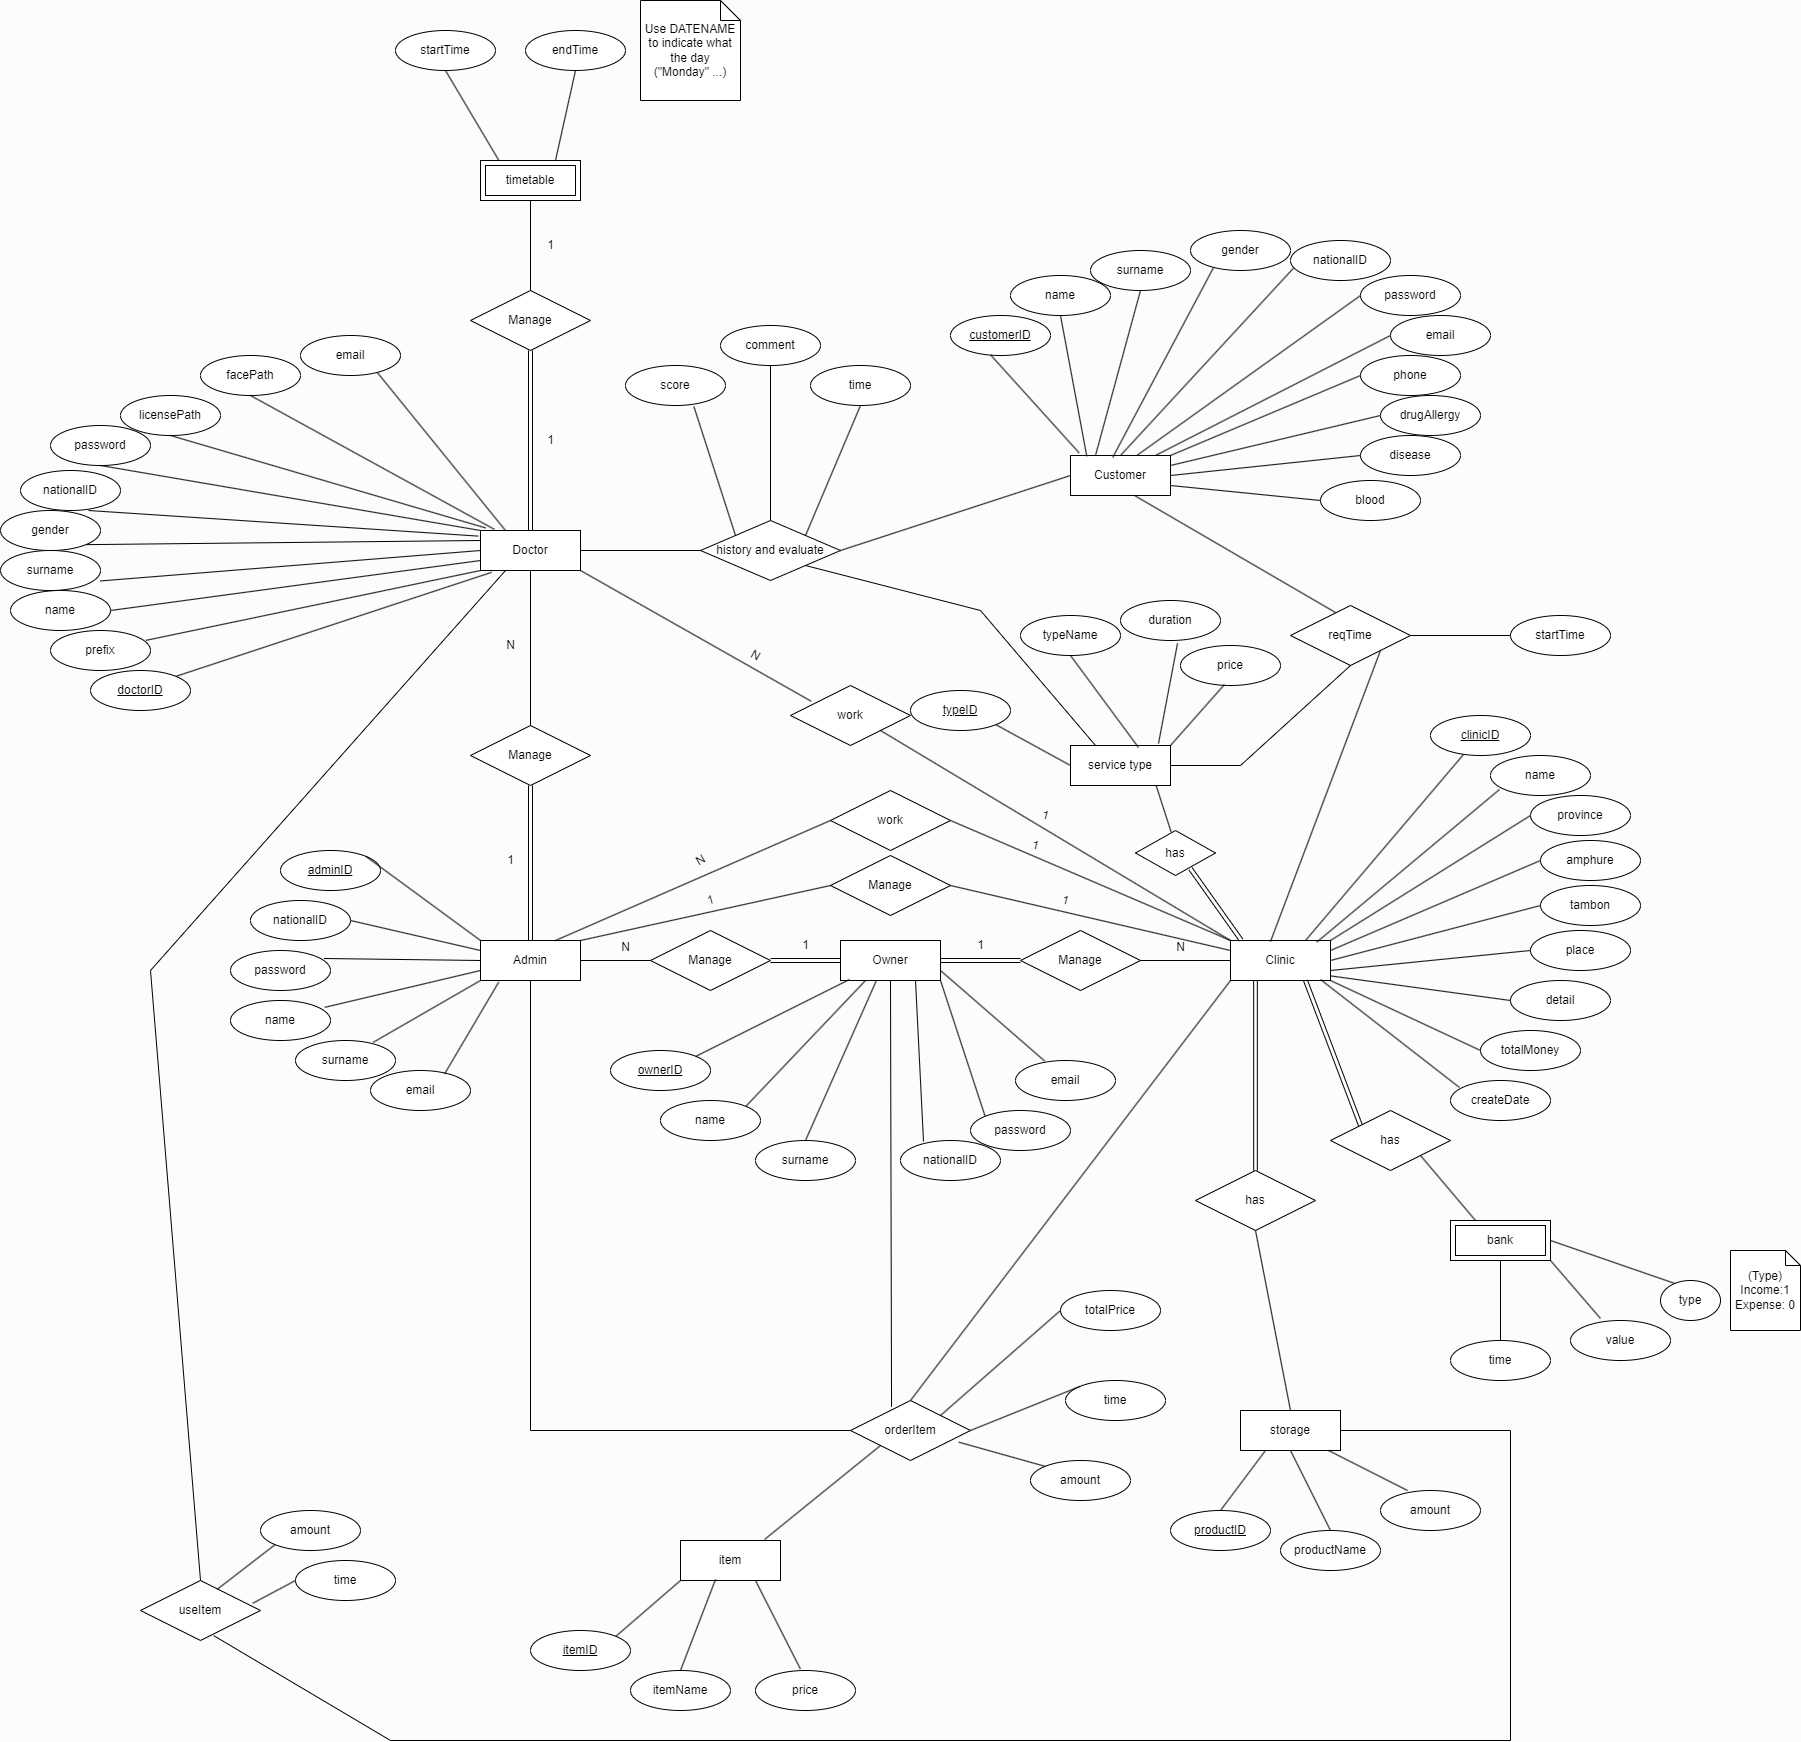 startTime
endTime
Use DATENAME
to indicate what
the day
("Monday" ...)
timetable
1
Manage
1
email
facePath
licensePath
password
nationalID
gender
surname
name
prefix
doctorID
Doctor
score
comment
time
history and evaluate
customerID
name
surname
gender
nationalID
password
email
phone
drugAllergy
disease
blood
Customer
reqTime
startTime
typeName
duration
price
typeID
service type
has
N
work
1
N
Manage
1
N
work
1
1
Manage
1
adminID
nationalID
password
name
surname
email
Admin
N
Manage
1
Owner
1
Manage
N
Clinic
clinicID
name
province
amphure
tambon
place
detail
totalMoney
createDate
ownerID
name
surname
nationalID
password
email
has
has
bank
time
value
type
(Type)
Income:1
Expense: 0
totalPrice
time
amount
orderItem
storage
productID
productName
amount
item
itemID
itemName
price
amount
time
useItem